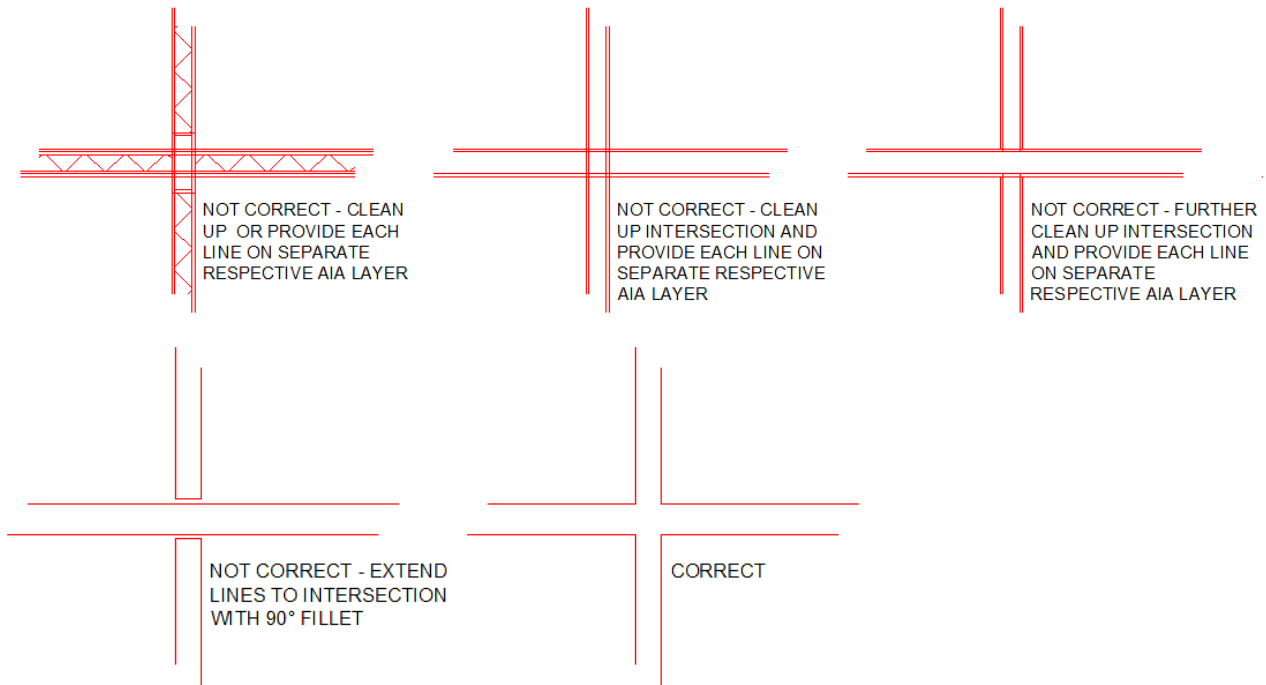 NOT CORRECT - CLEAN
UP OR PROVIDE EACH
LINE ON SEPARATE
RESPECTIVE AIA LAYER
NOT CORRECT - CLEAN
UP INTERSECTION AND
PROVIDE EACH LINE ON
SEPARATE RESPECTIVE
AIA LAYER
NOT CORRECT - FURTHER
CLEAN UP INTERSECTION
AND PROVIDE EACH LINE
ON SEPARATE
RESPECTIVE AIA LAYER
NOT CORRECT - EXTEND
LINES TO INTERSECTION
WITH 90° FILLET
CORRECT